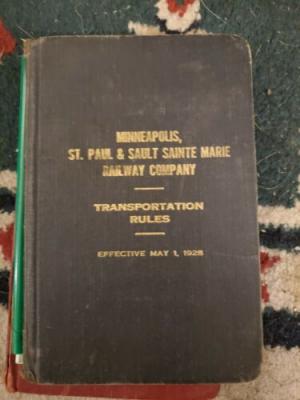 MINNEAPOLIS,
ST. PAUL & SAULT SAINTE MARIE
RAILWAY COMPANY
TRANSPORTATION
RULES
EFFECTIVE MAY 1, 1928